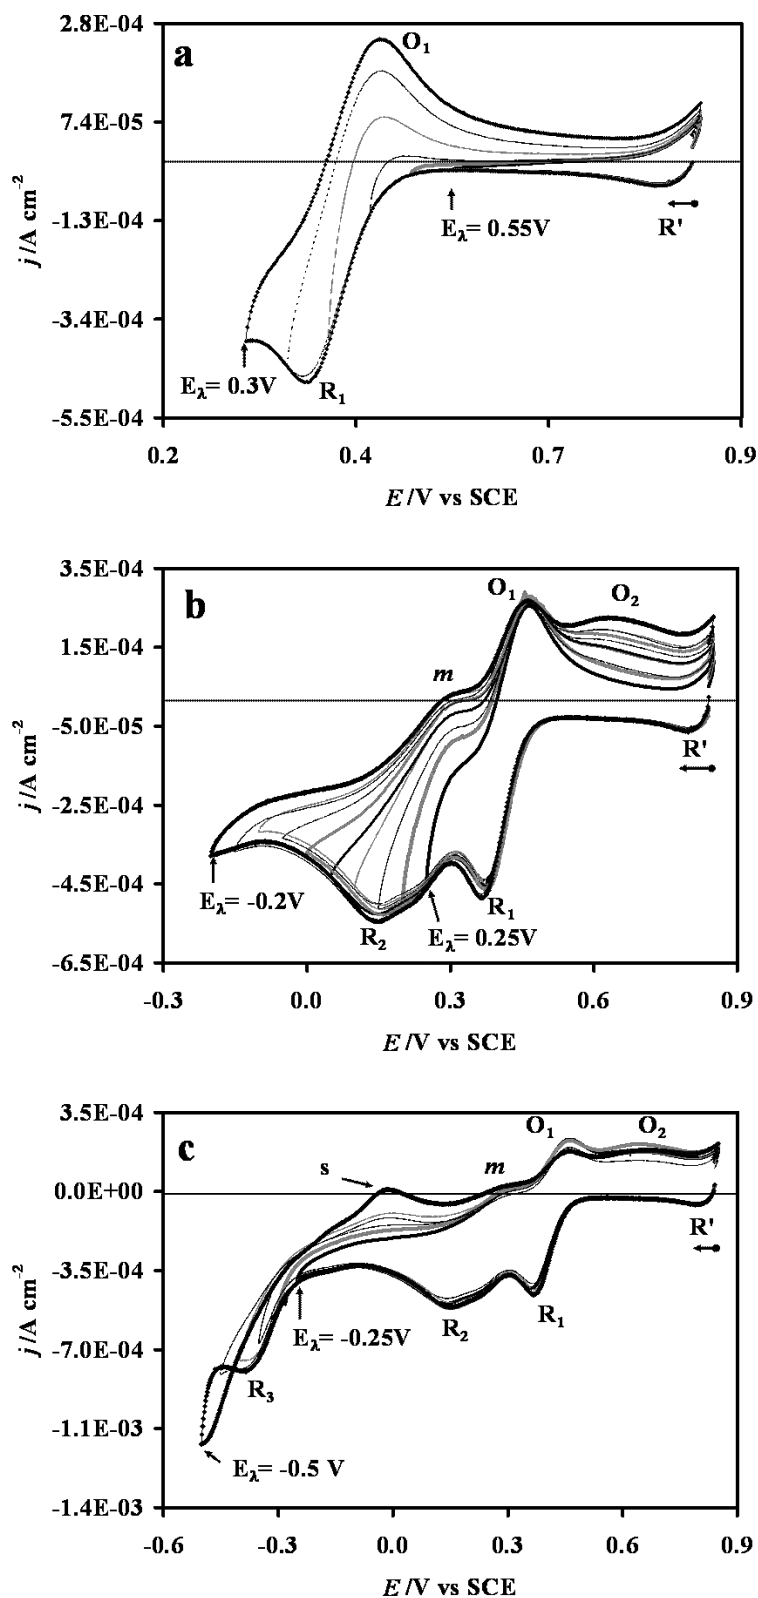 2.8E-04
a
O1
7.4E-05
-1.3E-04
Eλ= 0.55V
R'
j /A cm−2
-3.4E-04
Eλ= 0.3V
R1
-5.5E-04
0.2 0.4 0.7 0.9
E /V vs SCE
3.5E-04
b
O1
O2
1.5E-04
m
-5.0E-05
R'
j /A cm−2
-2.5E-04
-4.5E-04
Eλ= -0.2V
R1
R2
Eλ= 0.25V
-6.5E-04
-0.3 0.0 0.3 0.6 0.9
E /V vs SCE
3.5E-04
c
O1
O2
s
m
0.0E+00
R'
j /A cm−2
-3.5E-04
Eλ= -0.25V
R2
R1
-7.0E-04
R3
-1.1E-03
Eλ= -0.5 V
-1.4E-03
-0.6 -0.3 0.0 0.3 0.6 0.9
E /V vs SCE